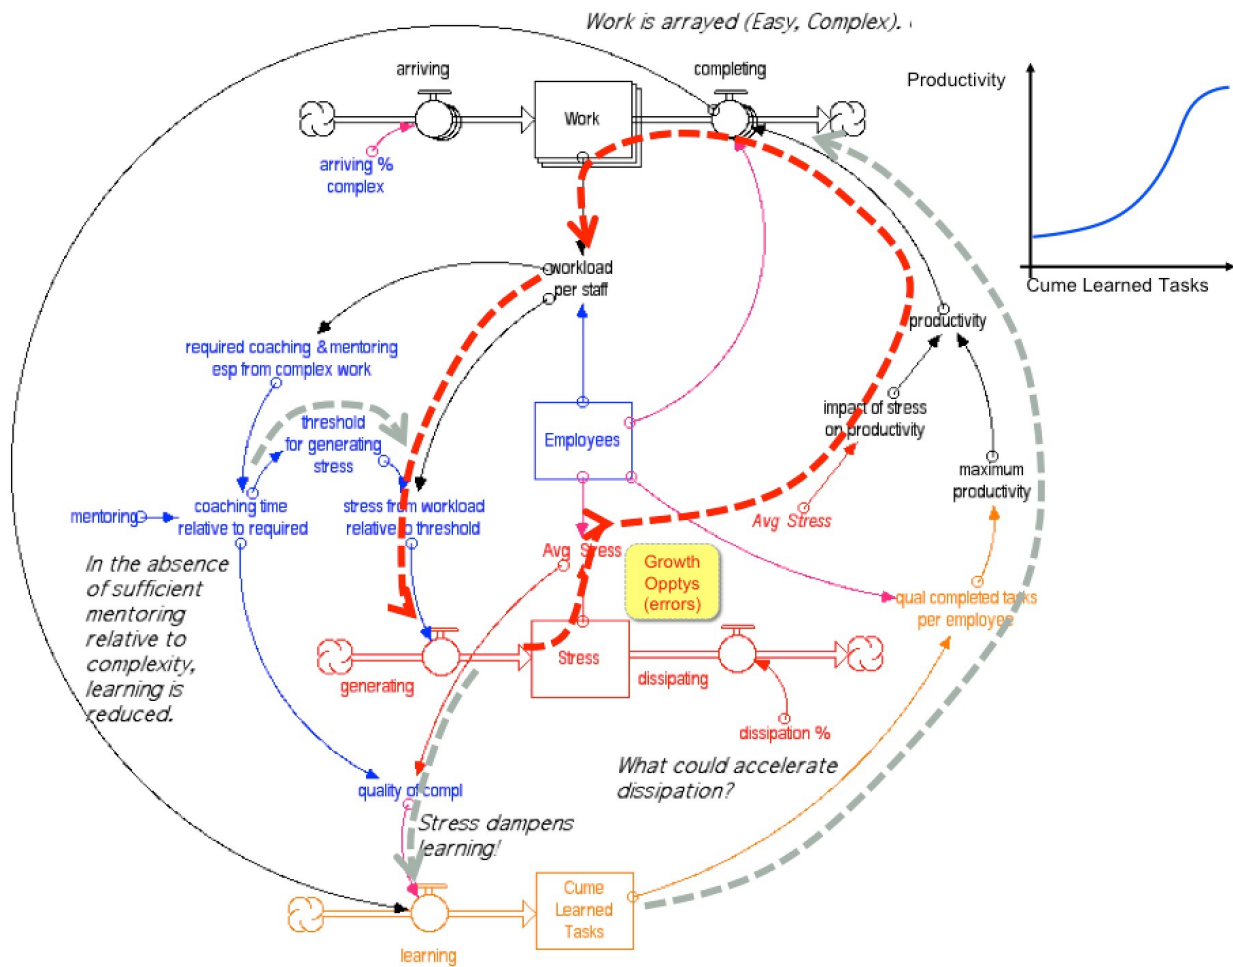 Work is arrayed (Easy, Complex).
arriving
completing
Productivity
Work
arriving %
complex
Cume Learned Tasks
workload
per staff
productivity
required coaching & mentoring
esp from complex work
impact of stress
on productivity
threshold
for generating
stress
Employees
maximum
productivity
mentoring
coaching time
relative to required
stress from workload
relative to threshold
Avg Stress
Avg Stress
In the absence
of sufficient
mentoring
relative to
complexity,
learning is
reduced.
Growth
Opptys
(errors)
qual completed tasks
per employee
Stress
generating
dissipating
dissipation %
What could accelerate
dissipation?
quality of compl
Stress dampens
learning!
Cume
Learned
Tasks
learning